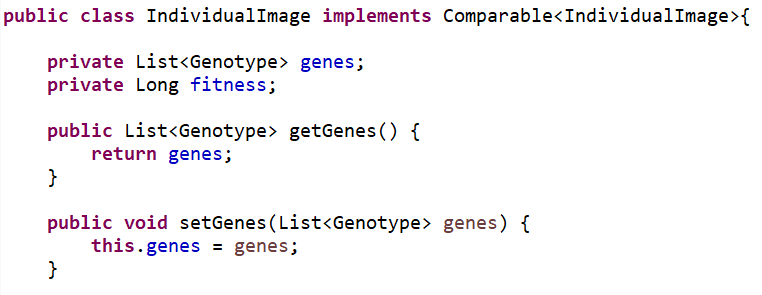 public class IndividualImage implements Comparable<IndividualImage>{
private List<Genotype> genes;
private Long fitness;
public List<Genotype> getGenes() {
return genes;
}
public void setGenes(List<Genotype> genes) {
this.genes = genes;
}